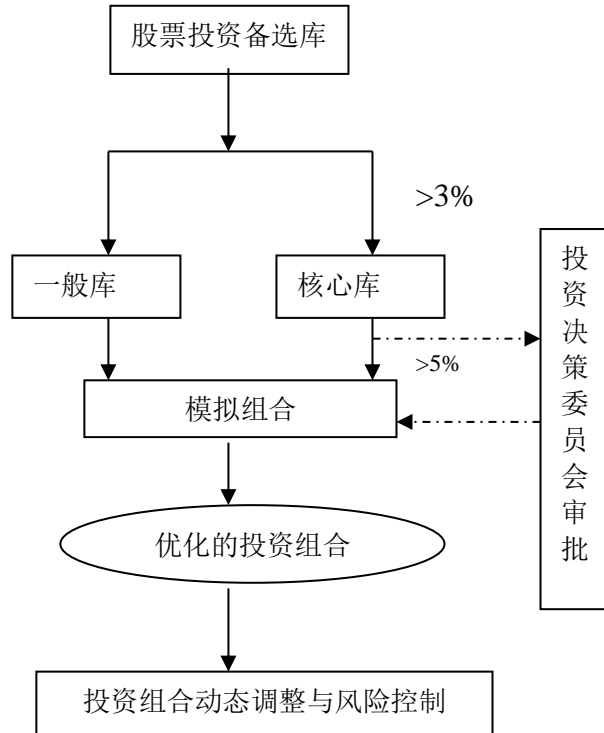 股票投资备选库
>3%
一般库
核心库
投资决策委员会审批
>5%
模拟组合
优化的投资组合
投资组合动态调整与风险控制